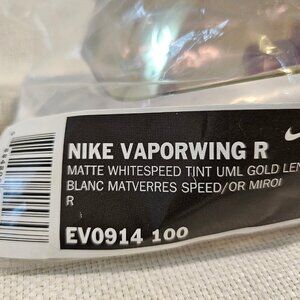 NIKE VAPORWING R
MATTE WHITESPEED TINT UML GOLD LEN
BLANC MATVERRES SPEED/OR MIROI
R
EV0914 100